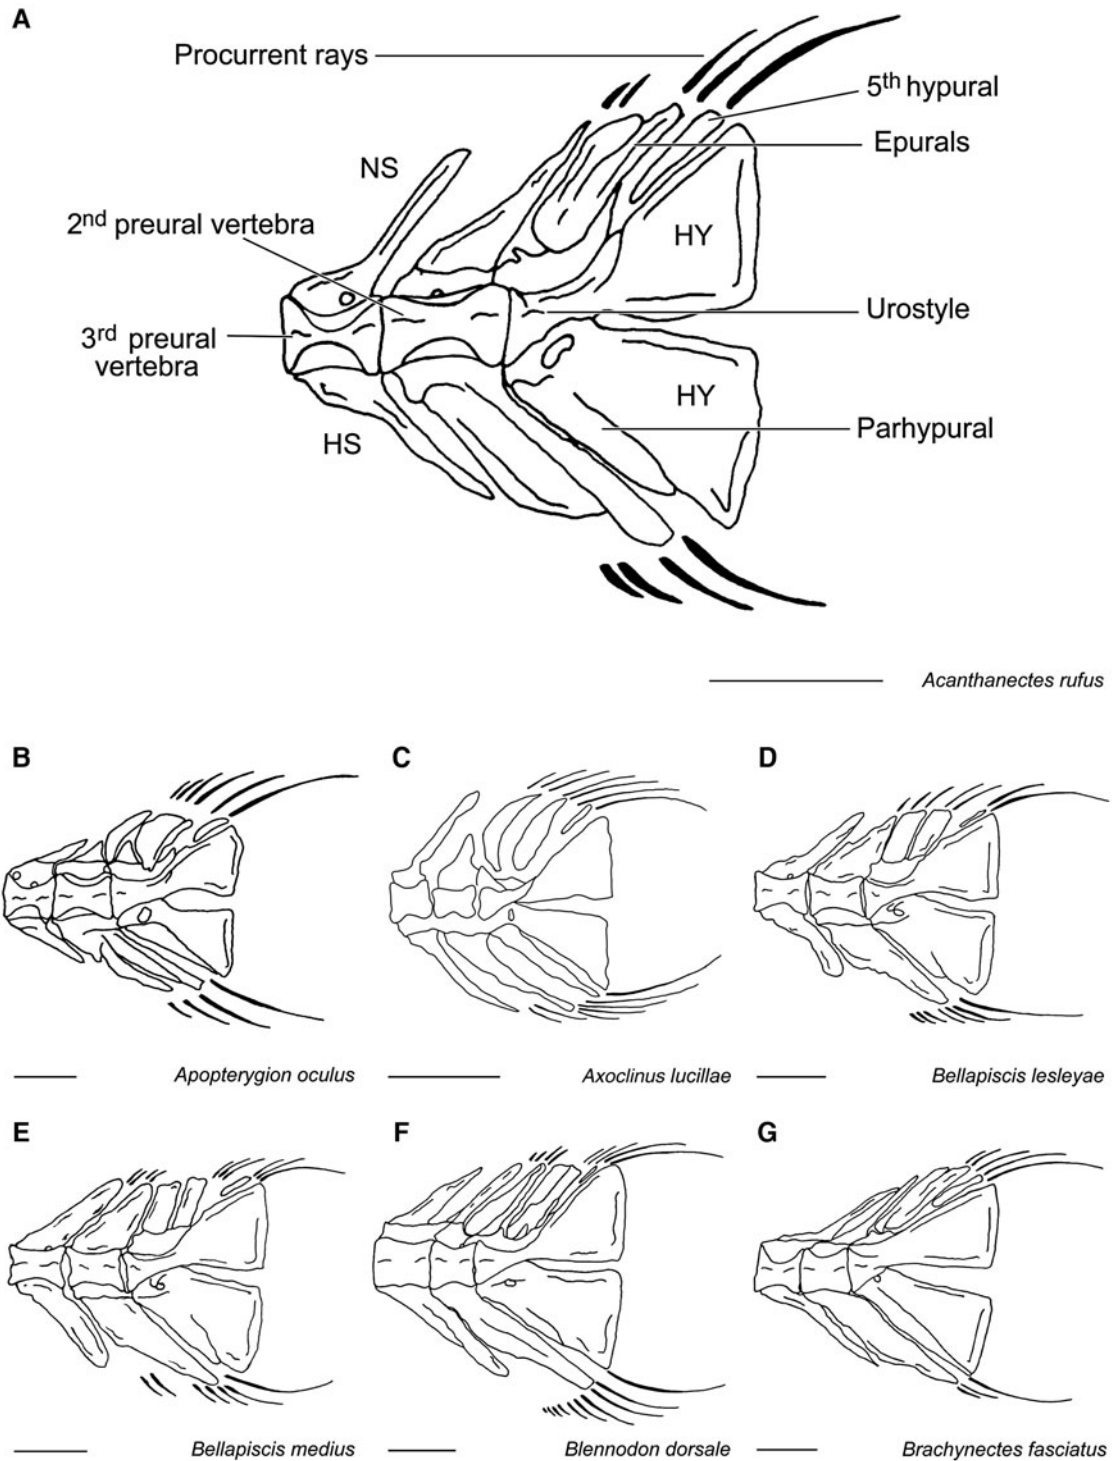 A
Procurrent rays
5th hypural
Epurals
NS
2nd preural vertebra
HY
Urostyle
3rd preural
vertebra
HY
Parhypural
HS
Acanthanectes rufus
B
C
D
Apopterygion oculus
Axoclinus lucillae
Bellapiscis lesleyae
E
F
G
Bellapiscis medius
Blennodon dorsale
Brachynectes fasciatus